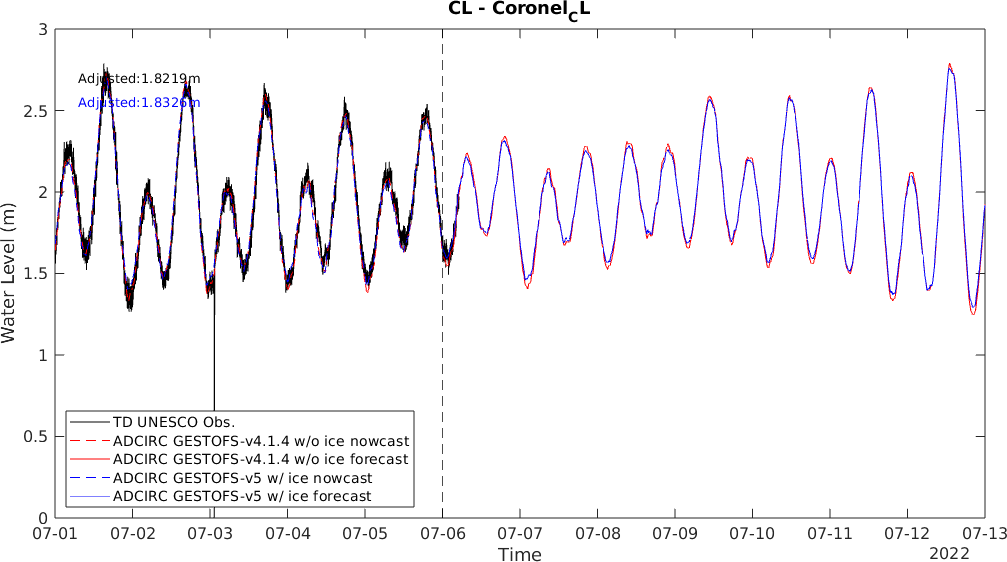 CL - Coronel_CL
3
Adjusted:1.8219m
Adjusted:1.8326m
2.5
2
1.5
1
0.5
0
Water Level (m)
TD UNESCO Obs.
ADCIRC GESTOFS-v4.1.4 w/o ice nowcast
ADCIRC GESTOFS-v4.1.4 w/o ice forecast
ADCIRC GESTOFS-v5 w/ ice nowcast
ADCIRC GESTOFS-v5 w/ ice forecast
07-01 07-02 07-03 07-04 07-05 07-06 07-07 07-08 07-09 07-10 07-11 07-12 07-13
Time
2022